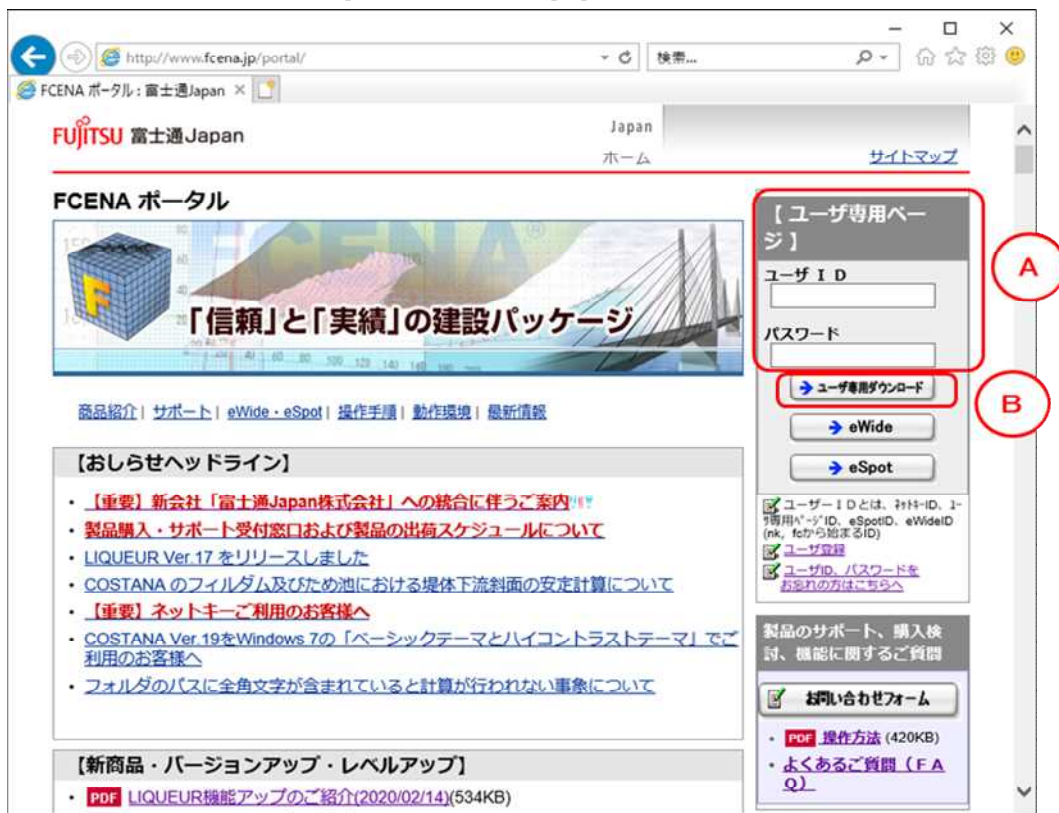 http://www.fcena.jp/portal/
検索...
FCENA ポータル : 富士通Japan
FUJITSU 富士通Japan
Japan
ホーム
サイトマップ
FCENA ポータル
FCENA®
F
「信頼」と「実績」の建設パッケージ
商品紹介 | サポート | eWide・eSpot | 操作手順 | 動作環境 | 最新情報
【おしらせヘッドライン】
・【重要】新会社「富士通Japan株式会社」への統合に伴うご案内
・製品購入・サポート受付窓口および製品の出荷スケジュールについて
・LIQUEUR Ver.17 をリリースしました
・COSTANA のフィルダム及びため池における堤体下流斜面の安定計算について
・【重要】ネットキーご利用のお客様へ
・COSTANA Ver.19をWindows 7の「ベーシックテーマとハイコントラストテーマ」でご
利用のお客様へ
・フォルダのパスに全角文字が含まれていると計算が行われない事象について
【新商品・バージョンアップ・レベルアップ】
・PDF LIQUEUR機能アップのご紹介(2020/02/14)(534KB)
【 ユーザ専用ペー
ジ 】
ユーザ I D
パスワード
A
ユーザ専用ダウンロード
B
eWide
eSpot
ユーザーIDとは、ネットキーID、ユー
ザ専用ページID、eSpotID、eWideID
(nk, fcから始まるID)
ユーザ登録
ユーザID、パスワードを
お忘れの方はこちらへ
製品のサポート、購入検
討、機能に関するご質問
お問い合わせフォーム
・PDF 操作方法 (420KB)
・よくあるご質問（FA
Q）